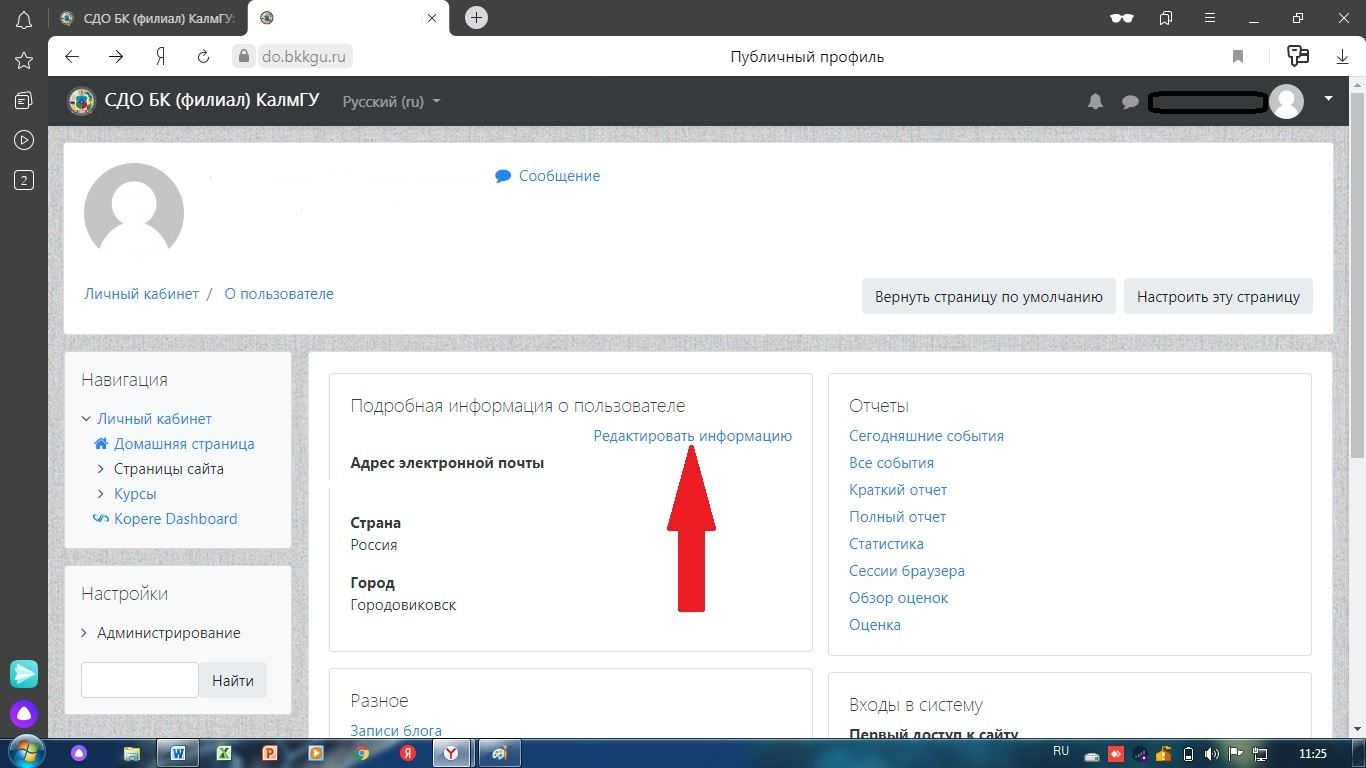 СДО БК (филиал) КалмГУ:
2
Я
do.bkkgu.ru
Публичный профиль
СДО БК (филиал) КалмГУ
Русский (ru)
Сообщение
Личный кабинет / О пользователе
Вернуть страницу по умолчанию
Настроить эту страницу
Навигация
Личный кабинет
Домашняя страница
Страницы сайта
Курсы
Kopere Dashboard
Настройки
Администрирование
Найти
Подробная информация о пользователе
Редактировать информацию
Адрес электронной почты
Страна
Россия
Город
Городовиковск
Разное
Записи блога
Отчеты
Сегодняшние события
Все события
Краткий отчет
Полный отчет
Статистика
Сессии браузера
Обзор оценок
Оценка
Входы в систему
Первый доступ к сайту
RU
11:25